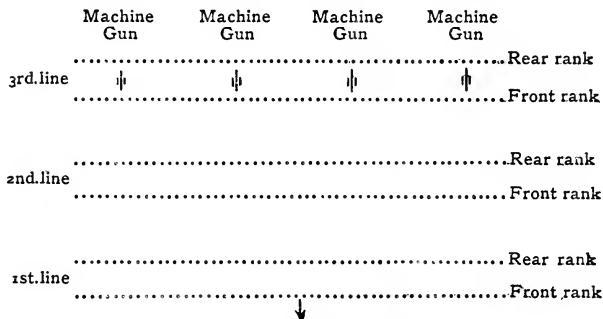 Machine Machine Machine Machine
Gun Gun Gun Gun
Rear rank
3rd.line
Front rank
Rear rank
2nd.line
Front rank
Rear rank
1st.line
Front rank